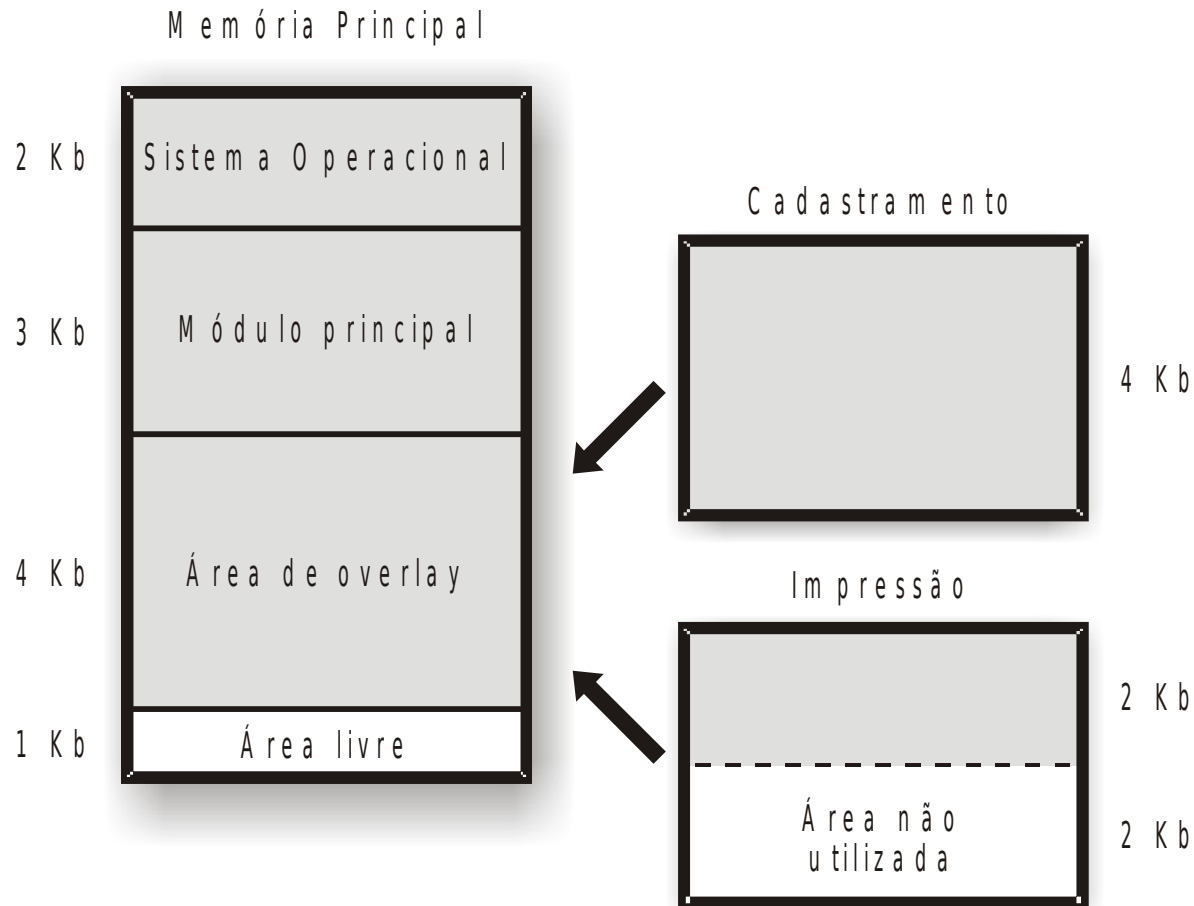 Memória Principal
2 Kb
Sistema Operacional
3 Kb
Módulo principal
4 Kb
Área de overlay
1 Kb
Área livre
Cadastramento
4 Kb
Impressão
2 Kb
Área não
utilizada
2 Kb